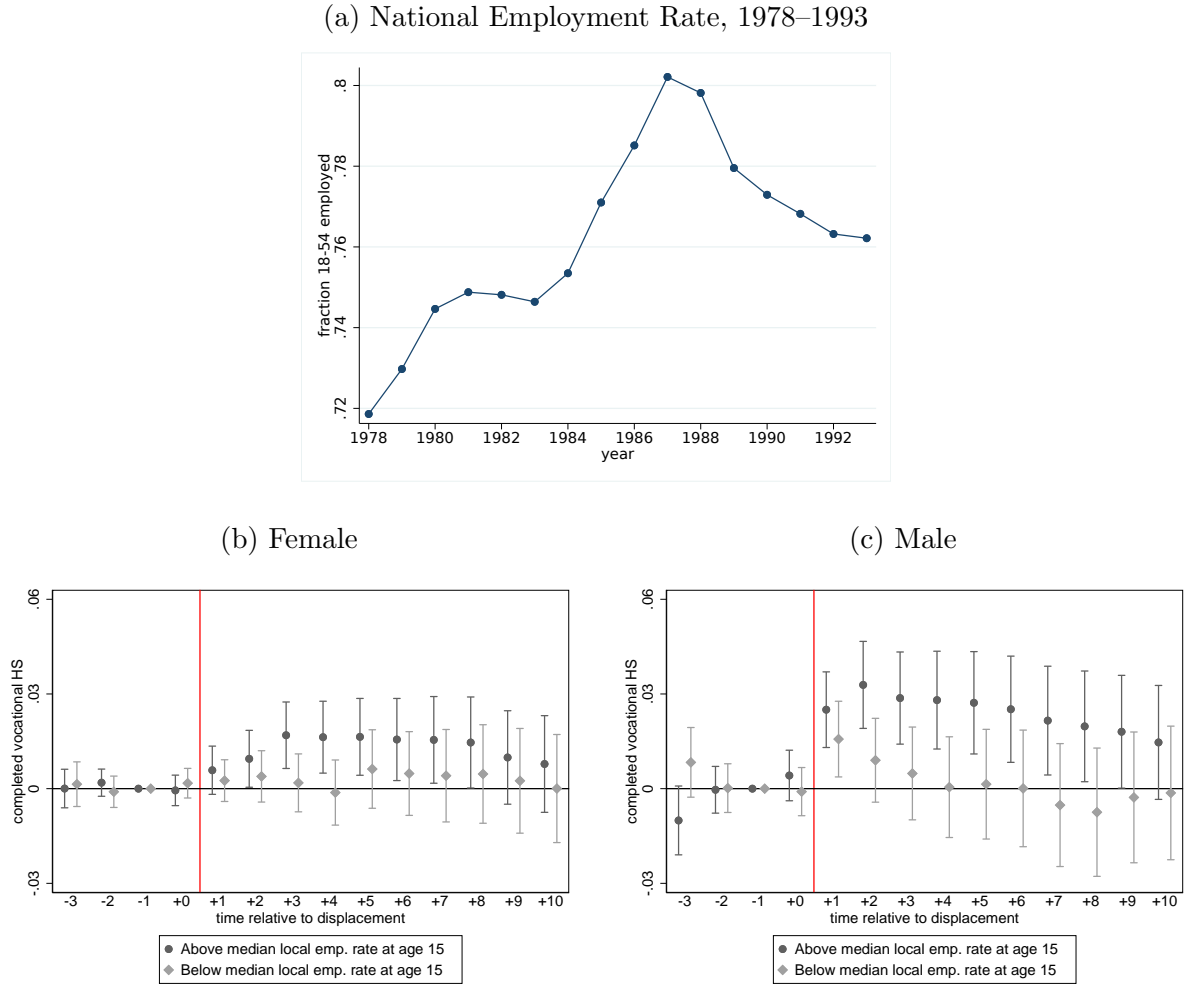 (a) National Employment Rate, 1978–1993
fraction 18-54 employed
.8
.78
.76
.74
.72
1978 1980 1982 1984 1986 1988 1990 1992
year
(b) Female
completed vocational HS
.06
.03
0
-.03
-3 -2 -1 +0 +1 +2 +3 +4 +5 +6 +7 +8 +9 +10
time relative to displacement
Above median local emp. rate at age 15
Below median local emp. rate at age 15
(c) Male
completed vocational HS
.06
.03
0
-.03
-3 -2 -1 +0 +1 +2 +3 +4 +5 +6 +7 +8 +9 +10
time relative to displacement
Above median local emp. rate at age 15
Below median local emp. rate at age 15